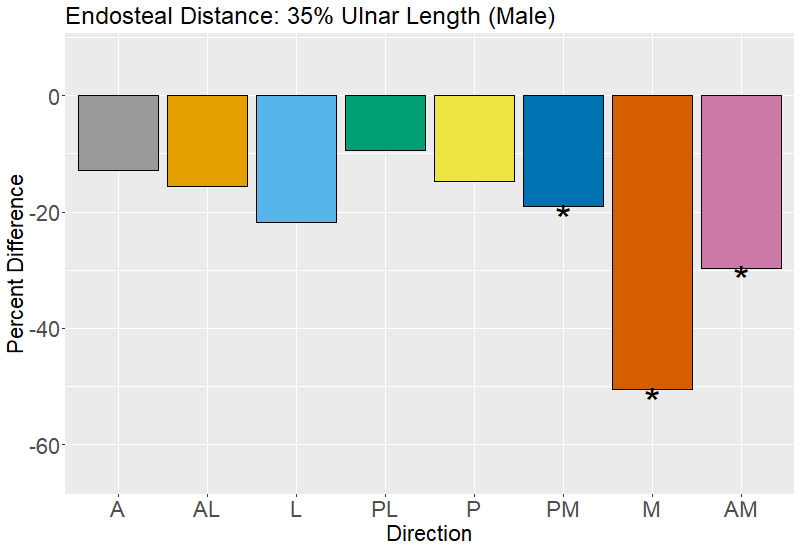 Endosteal Distance: 35% Ulnar Length (Male)
Percent Difference
0
-20
-40
-60
*
*
*
A AL L PL P PM M AM
Direction